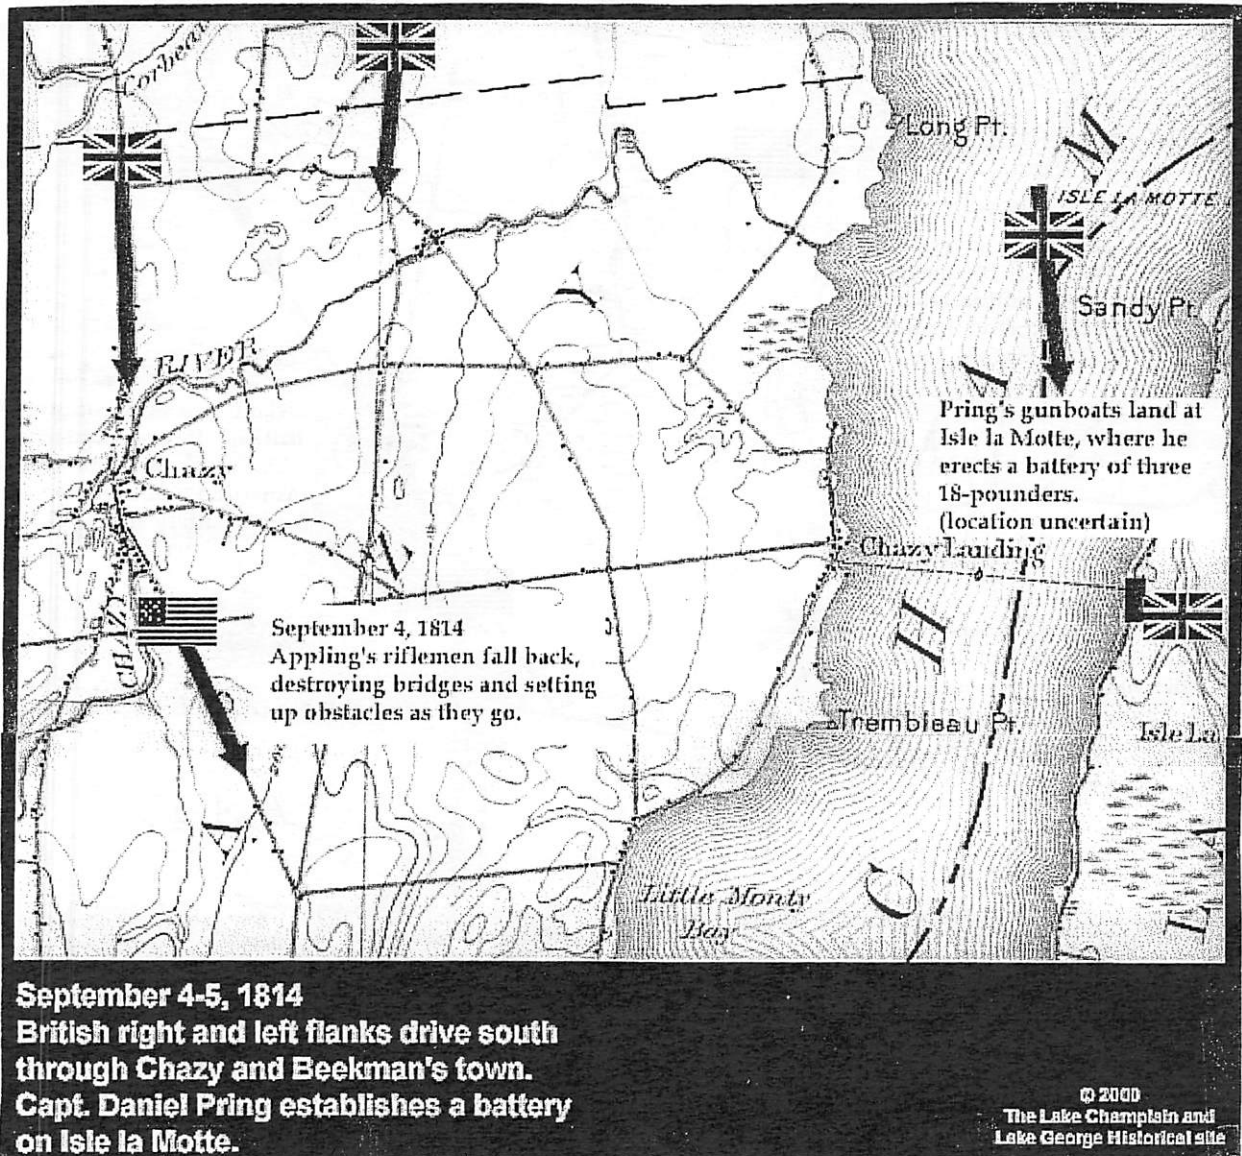 Corbeau
Long Pt.
M
ISLE LA MOTTE
A
Sandy Pt.
RIVER
A
Pring's gunboats land at
Isle la Motte, where he
erects a battery of three
18-pounders.
(location uncertain)
Chazy
Chazy Landing
Z
H
CHAZY
September 4, 1814
Appling's riflemen fall back,
destroying bridges and setting
up obstacles as they go.
Trembleau Pt.
Isle La
Little Monty
Bay
September 4-5, 1814
British right and left flanks drive south
through Chazy and Beekman's town.
Capt. Daniel Pring establishes a battery
on Isle la Motte.
© 2000
The Lake Champlain and
Lake George Historical site